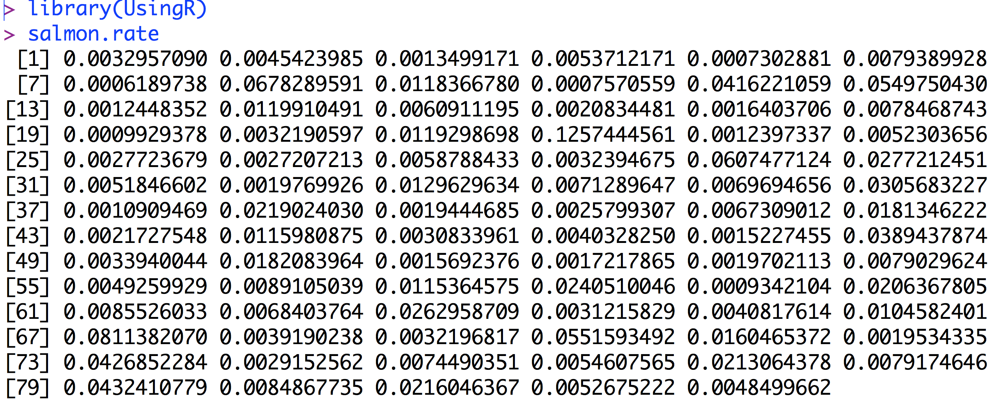 > library(UsingR)
> salmon.rate
[1] 0.0032957090 0.0045423985 0.0013499171 0.0053712171 0.0007302881 0.0079389928
[7] 0.0006189738 0.0678289591 0.0118366780 0.0007570559 0.0416221059 0.0549750430
[13] 0.0012448352 0.0119910491 0.0060911195 0.0020834481 0.0016403706 0.0078468743
[19] 0.0009929378 0.0032190597 0.0119298698 0.1257444561 0.0012397337 0.0052303656
[25] 0.0027723679 0.0027207213 0.0058788433 0.0032394675 0.0607477124 0.0277212451
[31] 0.0051846602 0.0019769926 0.0129629634 0.0071289647 0.0069694656 0.0305683227
[37] 0.0010909469 0.0219024030 0.0019444685 0.0025799307 0.0067309012 0.0181346222
[43] 0.0021727548 0.0115980875 0.0030833961 0.0040328250 0.0015227455 0.0389437874
[49] 0.0033940044 0.0182083964 0.0015692376 0.0017217865 0.0019702113 0.0079029624
[55] 0.0049259929 0.0089105039 0.0115364575 0.0240510046 0.0009342104 0.0206367805
[61] 0.0085526033 0.0068403764 0.0262958709 0.0031215829 0.0040817614 0.0104582401
[67] 0.0811382070 0.0039190238 0.0032196817 0.0551593492 0.0160465372 0.0019534335
[73] 0.0426852284 0.0029152562 0.0074490351 0.0054607565 0.0213064378 0.0079174646
[79] 0.0432410779 0.0084867735 0.0216046367 0.0052675222 0.0048499662